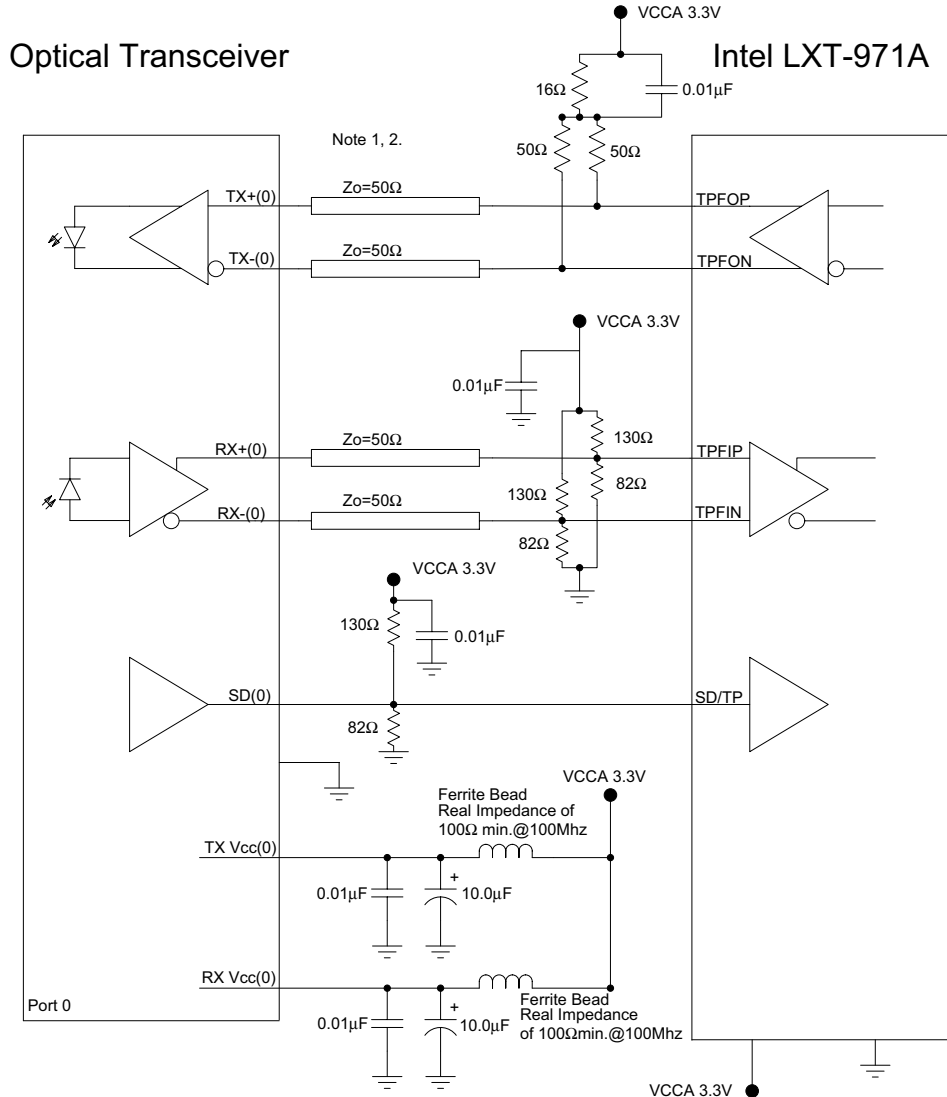 VCCA 3.3V
Optical Transceiver
Intel LXT-971A
16Ω
0.01µF
Note 1, 2.
50Ω
50Ω
TX+(0)
Zo=50Ω
TPFOP
TX-(0)
Zo=50Ω
TPFON
VCCA 3.3V
0.01µF
130Ω
RX+(0)
Zo=50Ω
TPFIP
130Ω
82Ω
RX-(0)
Zo=50Ω
TPFIN
82Ω
VCCA 3.3V
130Ω
0.01µF
SD(0)
SD/TP
82Ω
VCCA 3.3V
Ferrite Bead
Real Impedance of
100Ω min.@100Mhz
TX Vcc(0)
0.01µF
+
10.0µF
RX Vcc(0)
Port 0
0.01µF
+
10.0µF
Ferrite Bead
Real Impedance
of 100Ωmin.@100Mhz
VCCA 3.3V